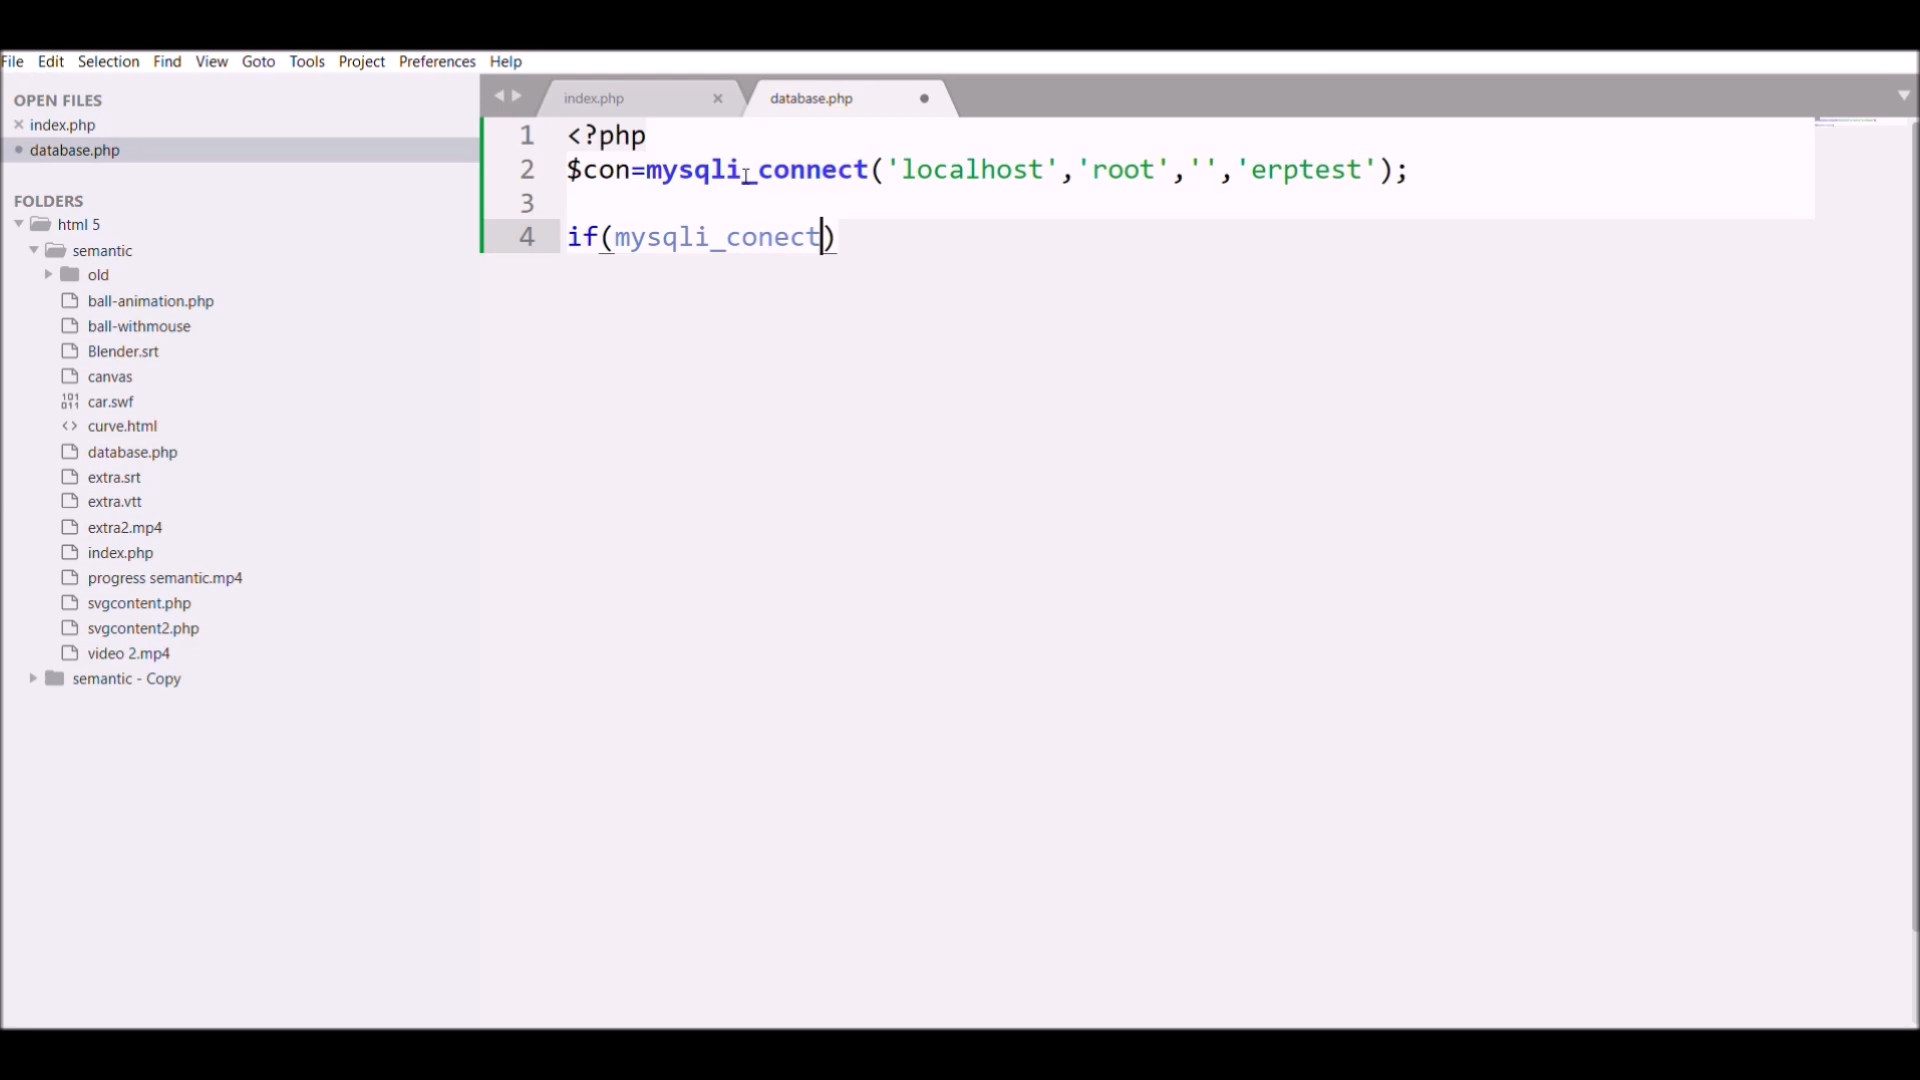 File Edit Selection Find View Goto Tools Project Preferences Help
OPEN FILES
index.php
database.php
FOLDERS
html 5
semantic
old
ball-animation.php
ball-withmouse
Blender.srt
canvas
car.swf
curve.html
database.php
extra.srt
extra.vtt
extra2.mp4
index.php
progress semantic.mp4
svgcontent.php
svgcontent2.php
video 2.mp4
semantic - Copy
index.php database.php
1 <?php
2 $con=mysqli_connect('localhost','root','','erptest');
3
4 if(mysqli_conect)